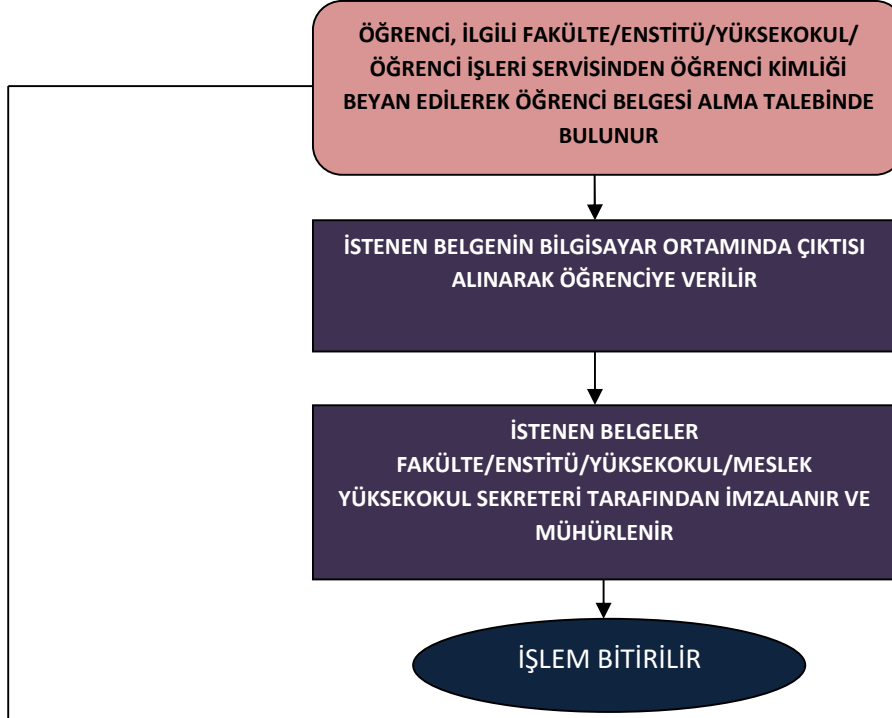 ÖĞRENCİ, İLGİLİ FAKÜLTE/ENSTİTÜ/YÜKSEKOKUL/
ÖĞRENCİ İŞLERİ SERVİSİNDEN ÖĞRENCİ KİMLİĞİ
BEYAN EDİLEREK ÖĞRENCİ BELGESİ ALMA TALEBİNDE
BULUNUR
İSTENEN BELGENİN BİLGİSAYAR ORTAMINDA ÇIKTISI
ALINARAK ÖĞRENCİYE VERİLİR
İSTENEN BELGELER
FAKÜLTE/ENSTİTÜ/YÜKSEKOKUL/MESLEK
YÜKSEKOKUL SEKRETERİ TARAFINDAN İMZALANIR VE
MÜHÜRLENİR
İŞLEM BİTİRİLİR